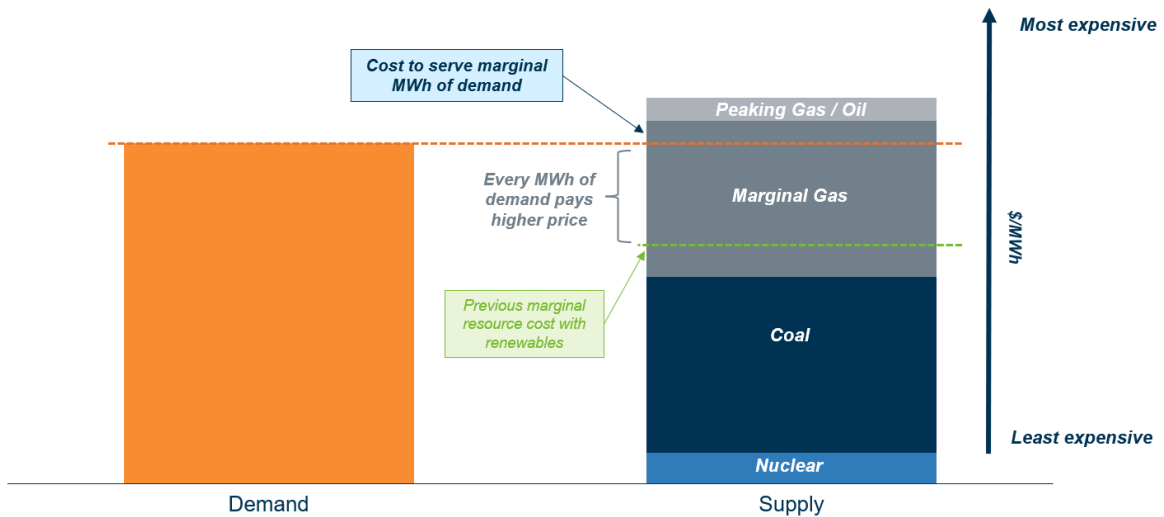 Most expensive
Cost to serve marginal
MWh of demand
Peaking Gas / Oil
Every MWh of
demand pays
higher price
Marginal Gas
$/MWh
Previous marginal
resource cost with
renewables
Coal
Least expensive
Nuclear
Demand
Supply